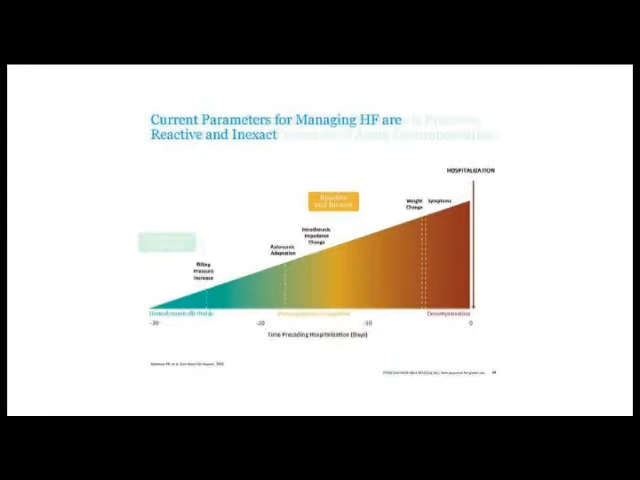 Current Parameters for Managing HF are
Reactive and Inexact
HOSPITALIZATION
Reactive
and Inexact
Weight
Change
Symptoms
Intrathoracic
Impedance
Change
Autonomic
Adaptation
Filling
Pressure
Increase
Hemodynamically Stable
Decompensation
-30
-20
-10
0
Time Preceding Hospitalization (Days)